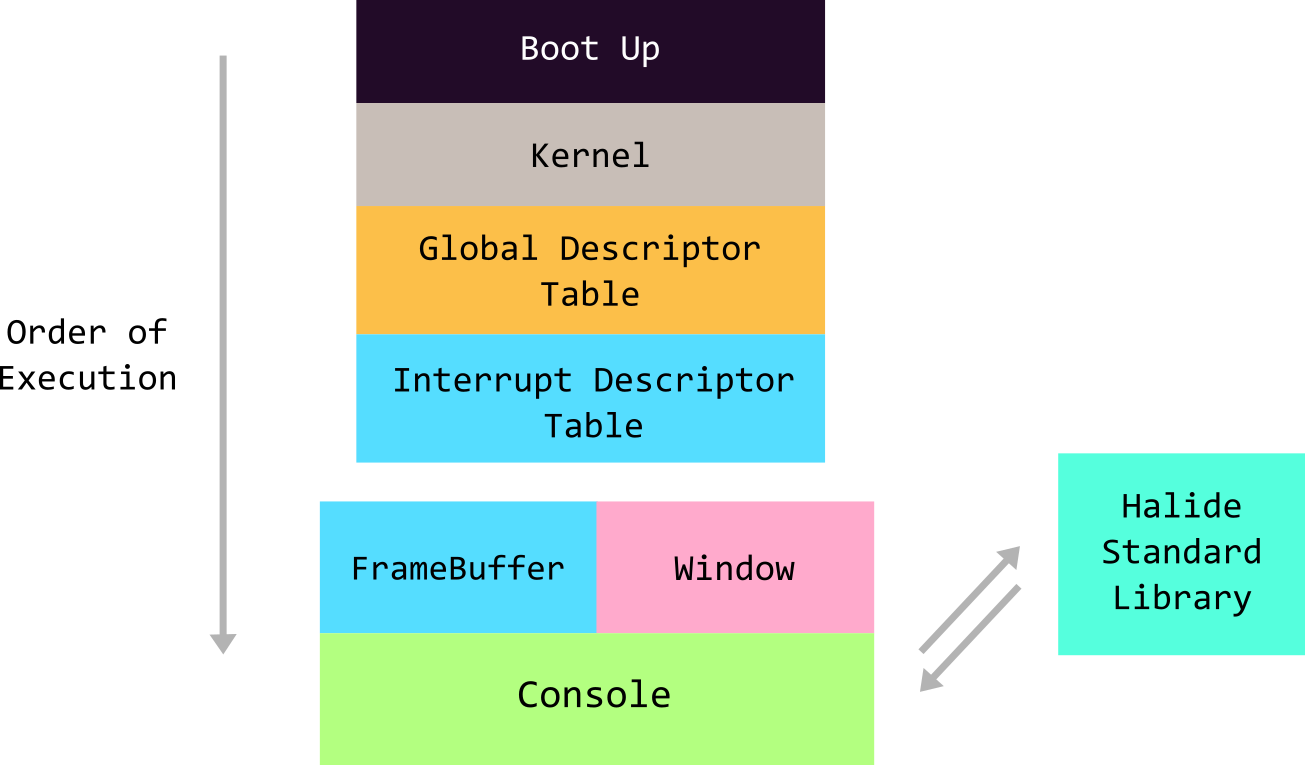 Boot Up
Kernel
Global Descriptor
Table
Order of
Execution
Interrupt Descriptor
Table
Halide
Standard
Library
FrameBuffer
Window
Console